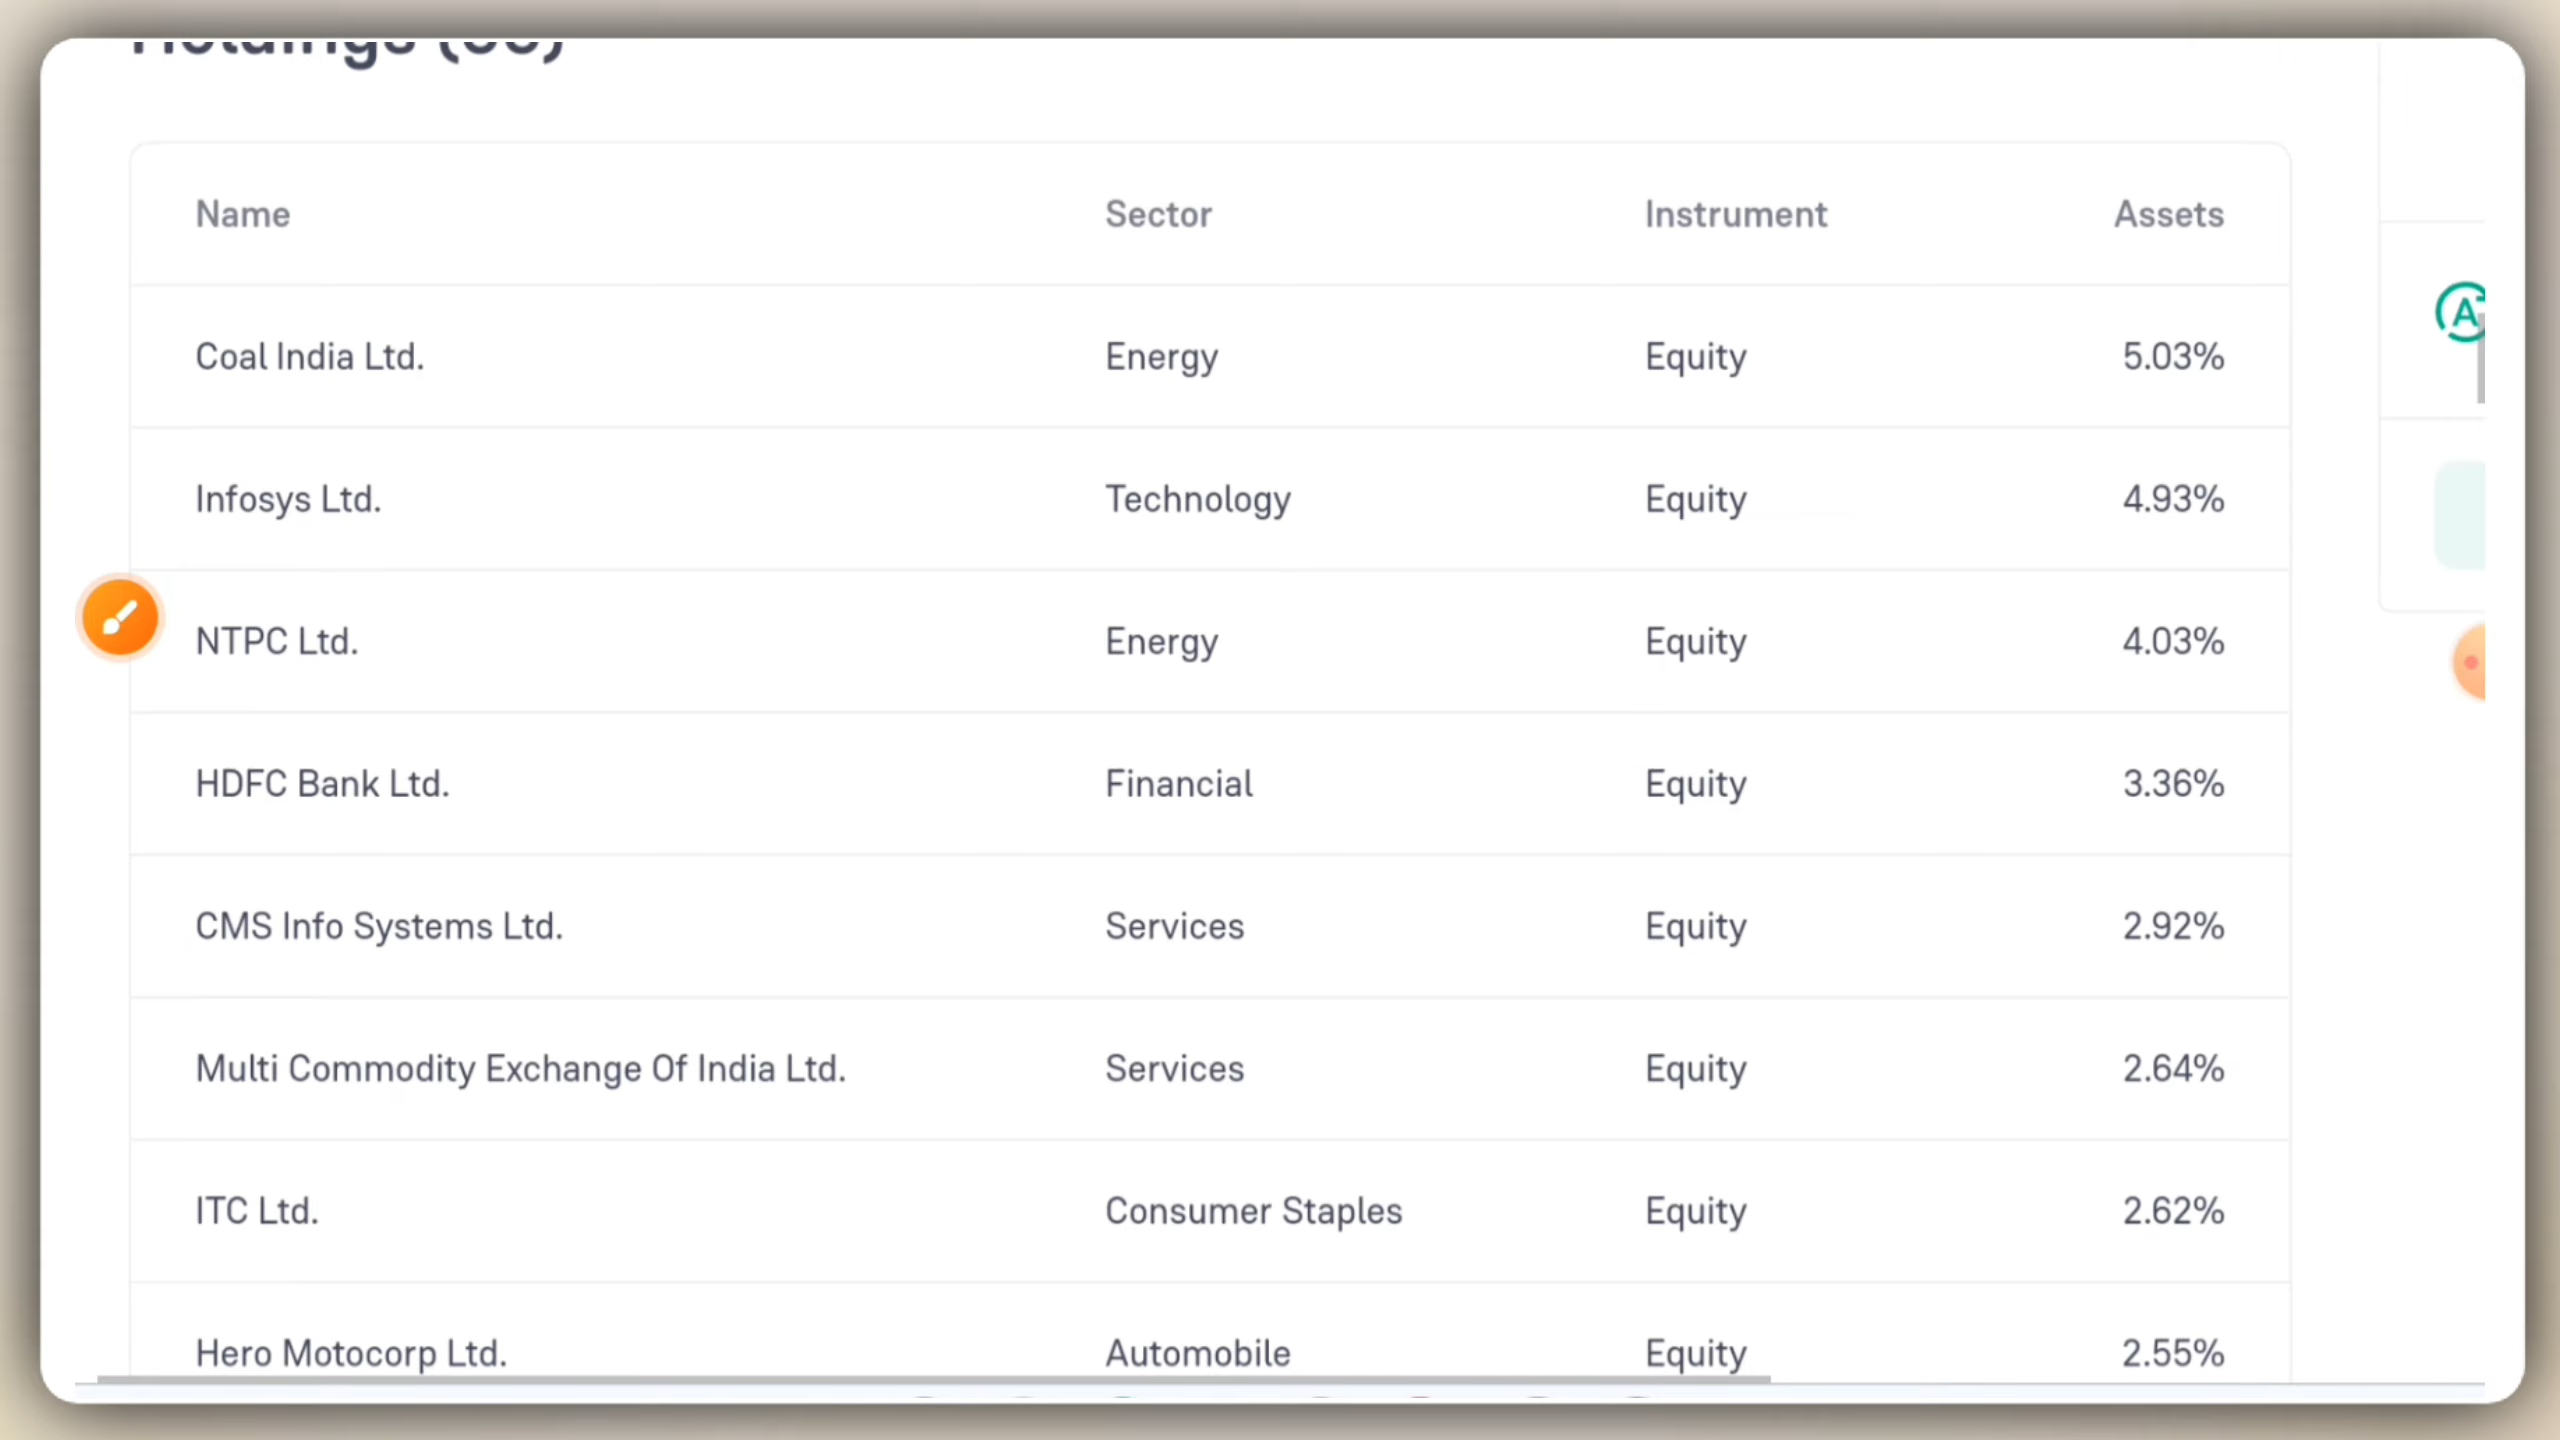 Holdings
Name Sector Instrument Assets
Coal India Ltd. Energy Equity 5.03%
Infosys Ltd. Technology Equity 4.93%
NTPC Ltd. Energy Equity 4.03%
HDFC Bank Ltd. Financial Equity 3.36%
CMS Info Systems Ltd. Services Equity 2.92%
Multi Commodity Exchange Of India Ltd. Services Equity 2.64%
ITC Ltd. Consumer Staples Equity 2.62%
Hero Motocorp Ltd. Automobile Equity 2.55%